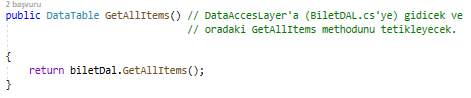 2 başvuru
public DataTable GetAllItems() // DataAccesLayer'a (BiletDAL.cs'ye) gidicek ve
// oradaki GetAllItems methodunu tetikleyecek.
{
return biletDal.GetAllItems();
}